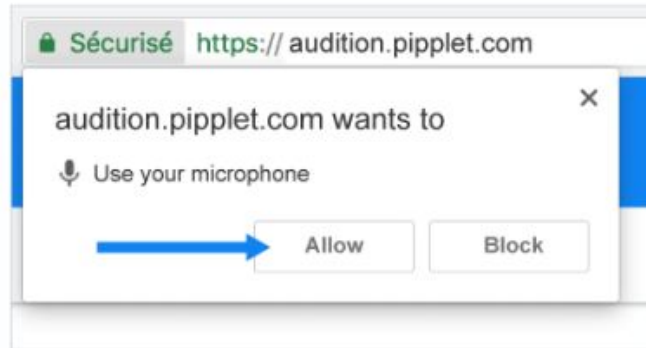 Sécurisé https:// audition.pipplet.com
audition.pipplet.com wants to
Use your microphone
Allow Block